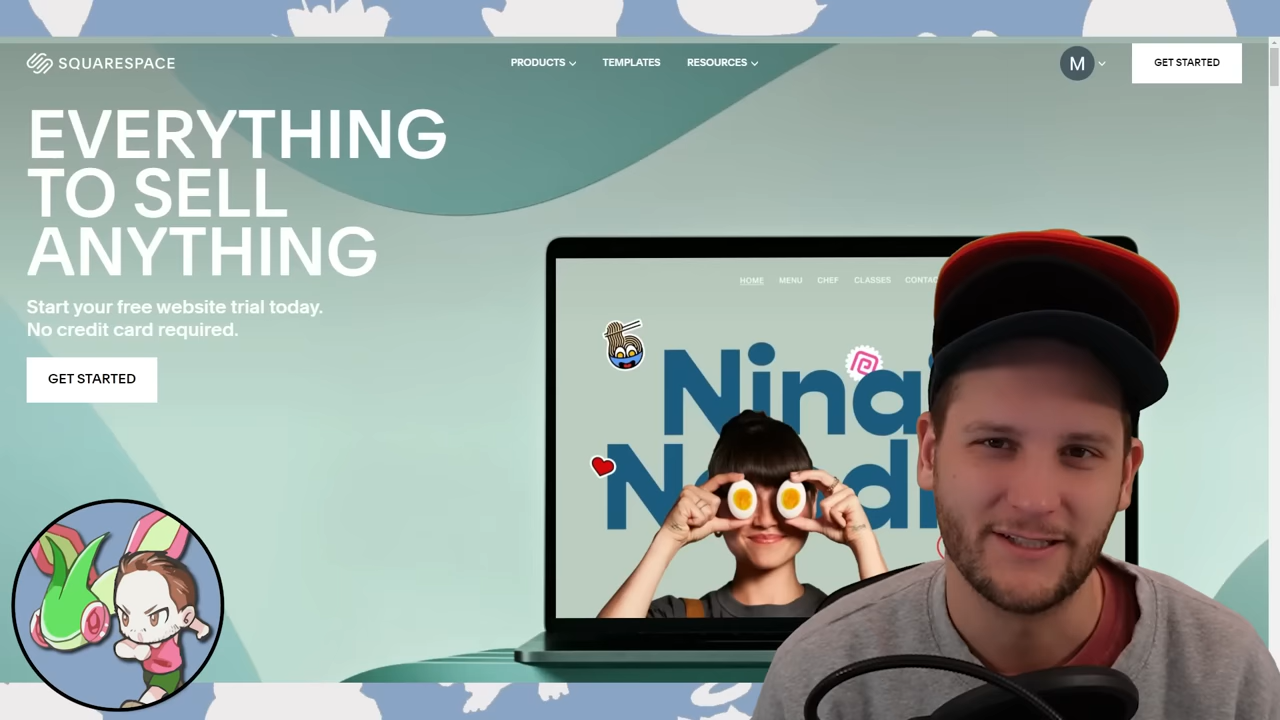 SQUARESPACE
PRODUCTS
TEMPLATES
RESOURCES
M
GET STARTED
EVERYTHING
TO SELL
ANYTHING
Start your free website trial today.
No credit card required.
GET STARTED
HOME
MENU
CHEF
CLASSES